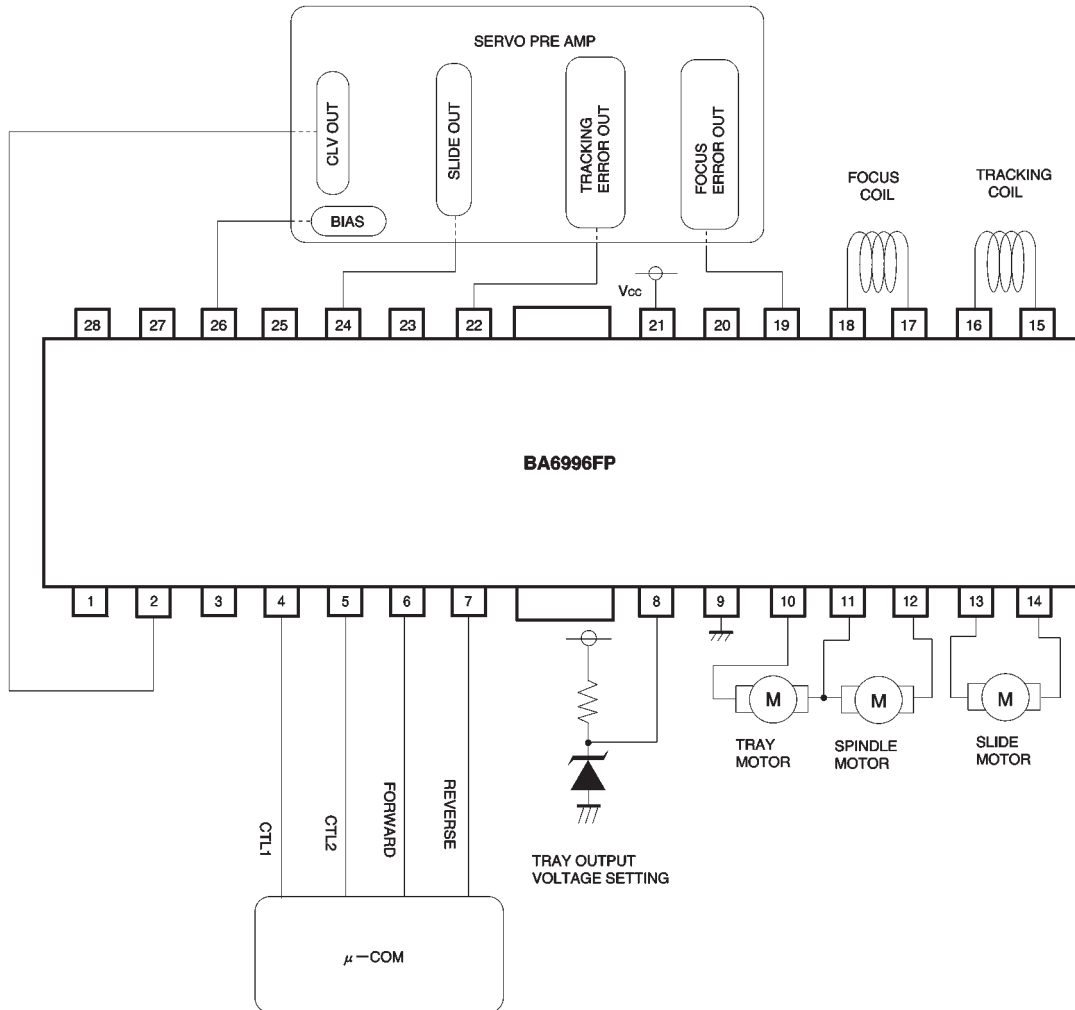 SERVO PRE AMP
CLV OUT
SLIDE OUT
TRACKING
ERROR OUT
FOCUS
ERROR OUT
BIAS
FOCUS
COIL
TRACKING
COIL
Vcc
28 27 26 25 24 23 22 21 20 19 18 17 16 15
BA6996FP
1 2 3 4 5 6 7 8 9 10 11 12 13 14
M M M
TRAY
MOTOR
SPINDLE
MOTOR
SLIDE
MOTOR
CTL1
CTL2
FORWARD
REVERSE
TRAY OUTPUT
VOLTAGE SETTING
μ−COM